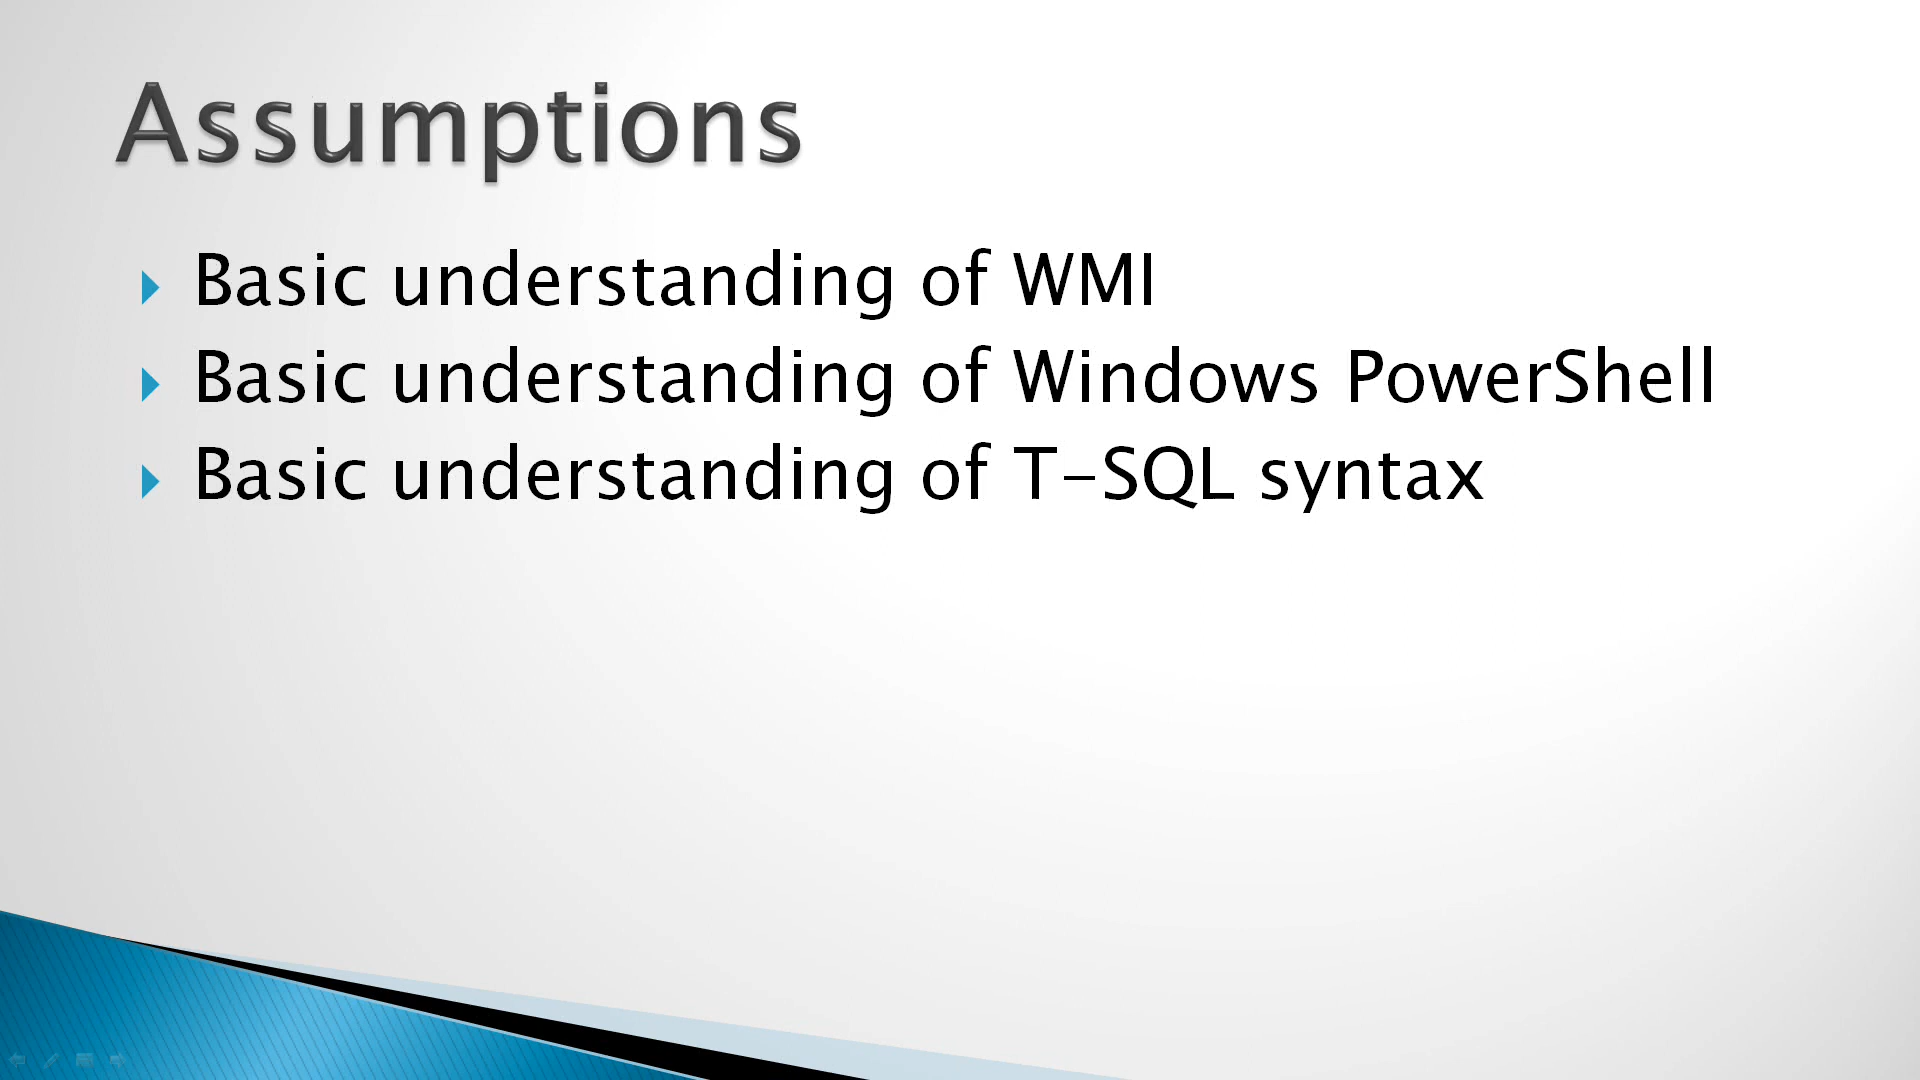 Assumptions
Basic understanding of WMI
Basic understanding of Windows PowerShell
Basic understanding of T-SQL syntax